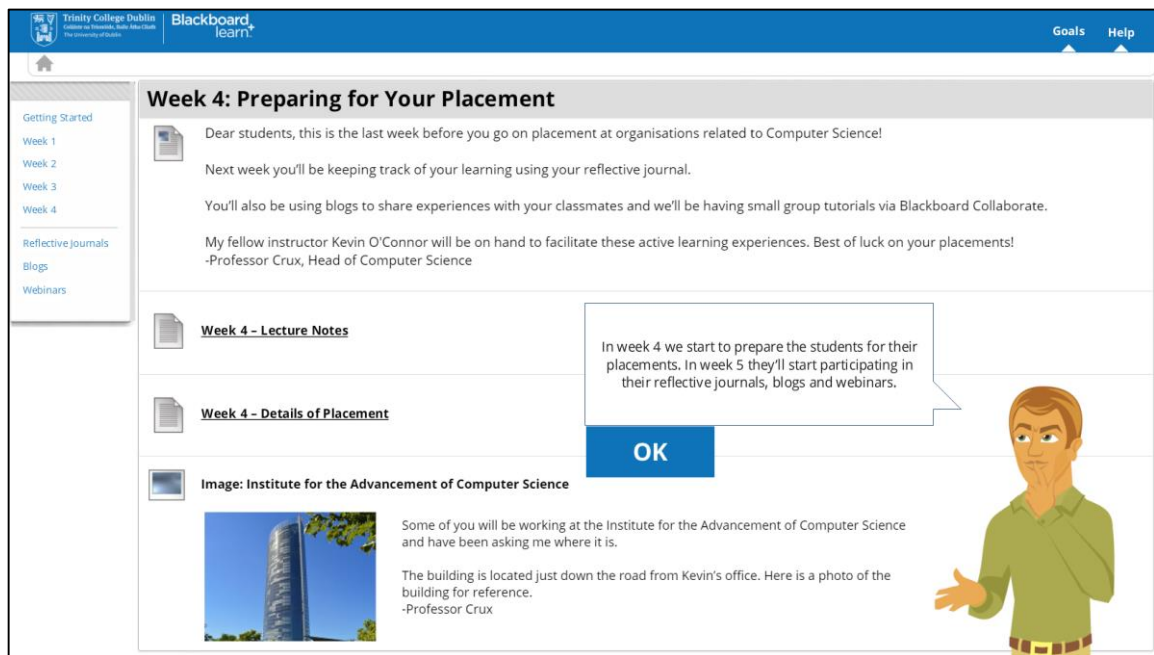 Trinity College Dublin
Coláiste na Tríonóide, Baile Átha Cliath
The University of Dublin
Blackboard
learn
Goals
Help
Getting Started
Week 1
Week 2
Week 3
Week 4
Reflective Journals
Blogs
Webinars
Week 4: Preparing for Your Placement
Dear students, this is the last week before you go on placement at organisations related to Computer Science!
Next week you'll be keeping track of your learning using your reflective journal.
You'll also be using blogs to share experiences with your classmates and we'll be having small group tutorials via Blackboard Collaborate.
My fellow instructor Kevin O'Connor will be on hand to facilitate these active learning experiences. Best of luck on your placements!
-Professor Crux, Head of Computer Science
Week 4 – Lecture Notes
In week 4 we start to prepare the students for their
placements. In week 5 they'll start participating in
their reflective journals, blogs and webinars.
Week 4 – Details of Placement
OK
Image: Institute for the Advancement of Computer Science
Some of you will be working at the Institute for the Advancement of Computer Science
and have been asking me where it is.
The building is located just down the road from Kevin's office. Here is a photo of the
building for reference.
-Professor Crux